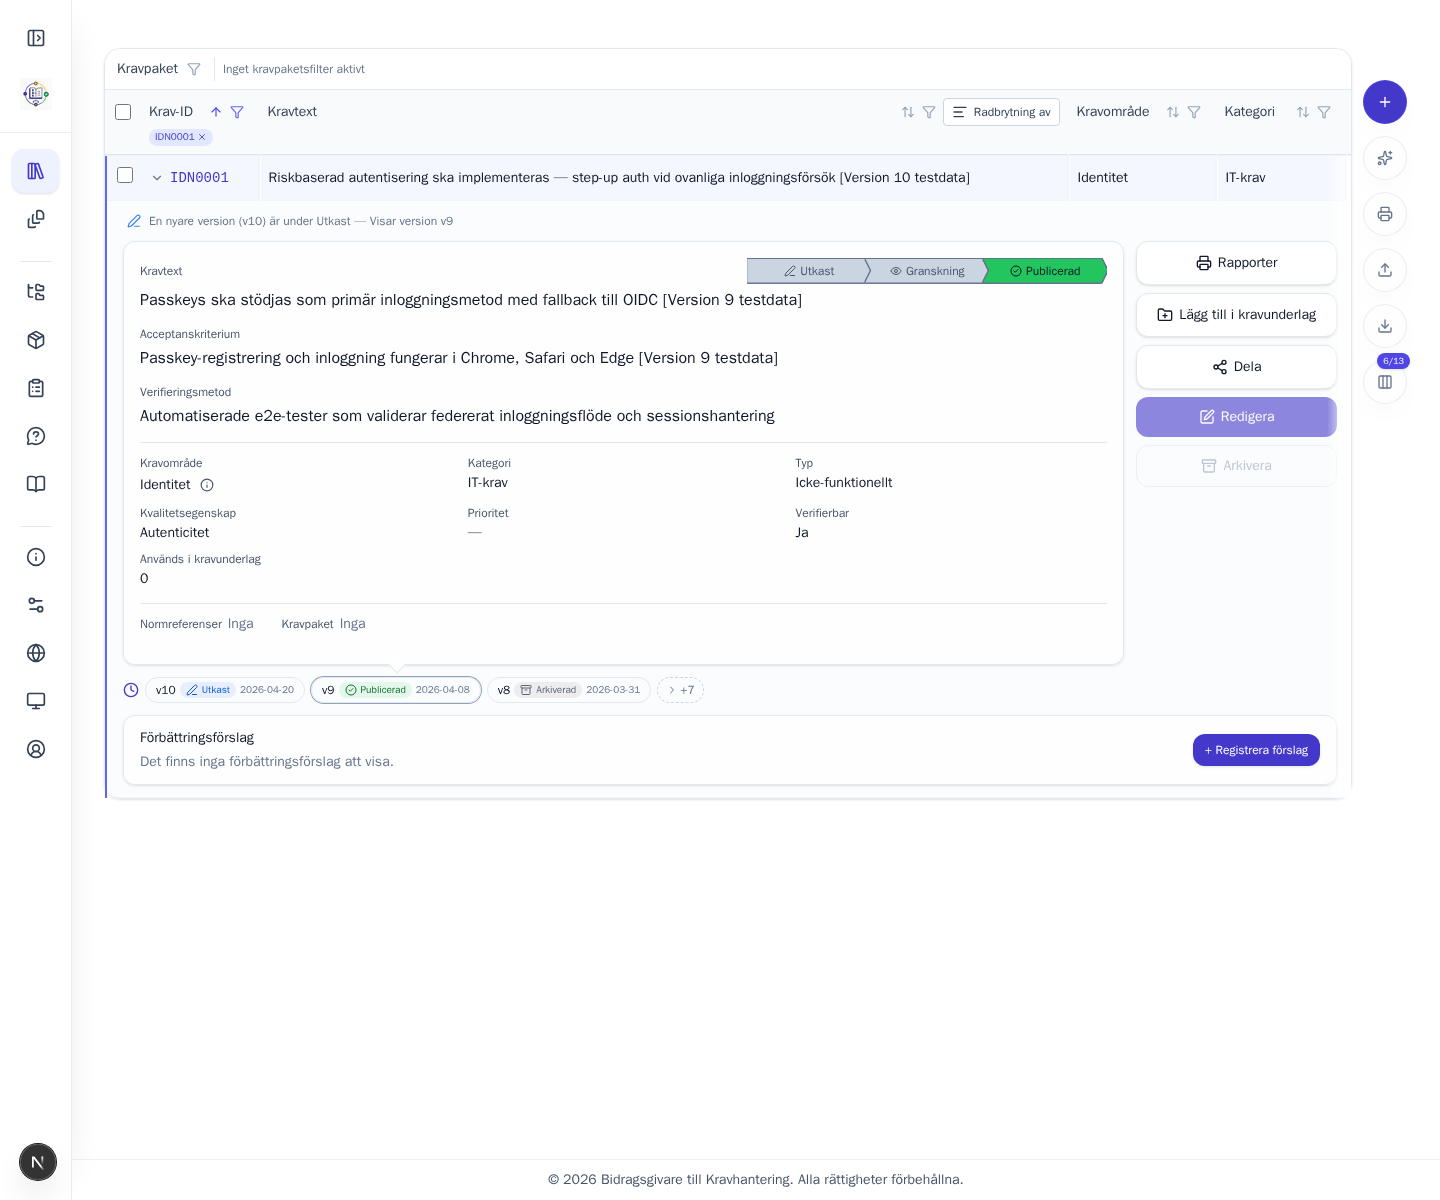 Kravpaket
Inget kravpaketsfilter aktivt
Krav-ID
Kravtext
Radbrytning av
Kravområde
Kategori
IDN0001
IDN0001
Riskbaserad autentisering ska implementeras — step-up auth vid ovanliga inloggningsförsök [Version 10 testdata]
Identitet
IT-krav
En nyare version (v10) är under Utkast — Visar version v9
Kravtext
Utkast
Granskning
Publicerad
Passkeys ska stödjas som primär inloggningsmetod med fallback till OIDC [Version 9 testdata]
Acceptanskriterium
Passkey-registrering och inloggning fungerar i Chrome, Safari och Edge [Version 9 testdata]
Verifieringsmetod
Automatiserade e2e-tester som validerar federerat inloggningsflöde och sessionshantering
Kravområde
Kategori
Typ
Identitet
IT-krav
Icke-funktionellt
Kvalitetsegenskap
Prioritet
Verifierbar
Autenticitet
—
Ja
Används i kravunderlag
0
Normreferenser Inga
Kravpaket Inga
Rapporter
Lägg till i kravunderlag
Dela
Redigera
Arkivera
6/13
v10 Utkast 2026-04-20
v9 Publicerad 2026-04-08
v8 Arkiverad 2026-03-31
+7
Förbättringsförslag
Det finns inga förbättringsförslag att visa.
+ Registrera förslag
N
© 2026 Bidragsgivare till Kravhantering. Alla rättigheter förbehållna.